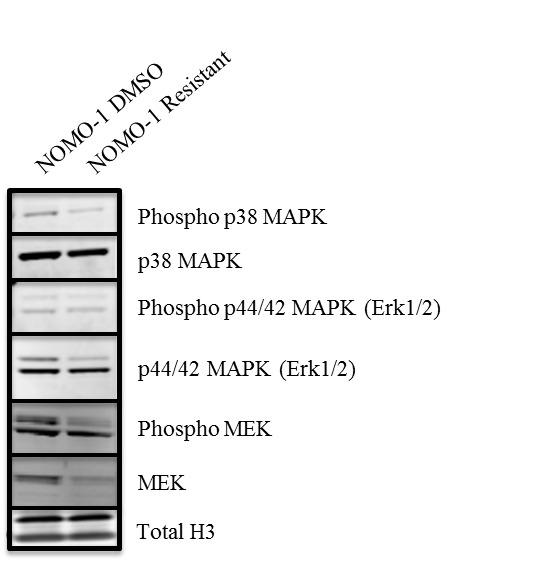 NOMO-1 DMSO
NOMO-1 Resistant
Phospho p38 MAPK
p38 MAPK
Phospho p44/42 MAPK (Erk1/2)
p44/42 MAPK (Erk1/2)
Phospho MEK
MEK
Total H3